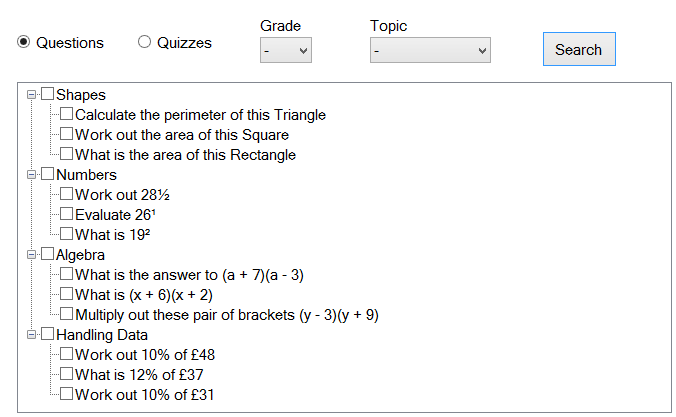 Grade Topic
Questions Quizzes - - Search
Shapes
Calculate the perimeter of this Triangle
Work out the area of this Square
What is the area of this Rectangle
Numbers
Work out 28½
Evaluate 26¹
What is 19²
Algebra
What is the answer to (a + 7)(a - 3)
What is (x + 6)(x + 2)
Multiply out these pair of brackets (y - 3)(y + 9)
Handling Data
Work out 10% of £48
What is 12% of £37
Work out 10% of £31